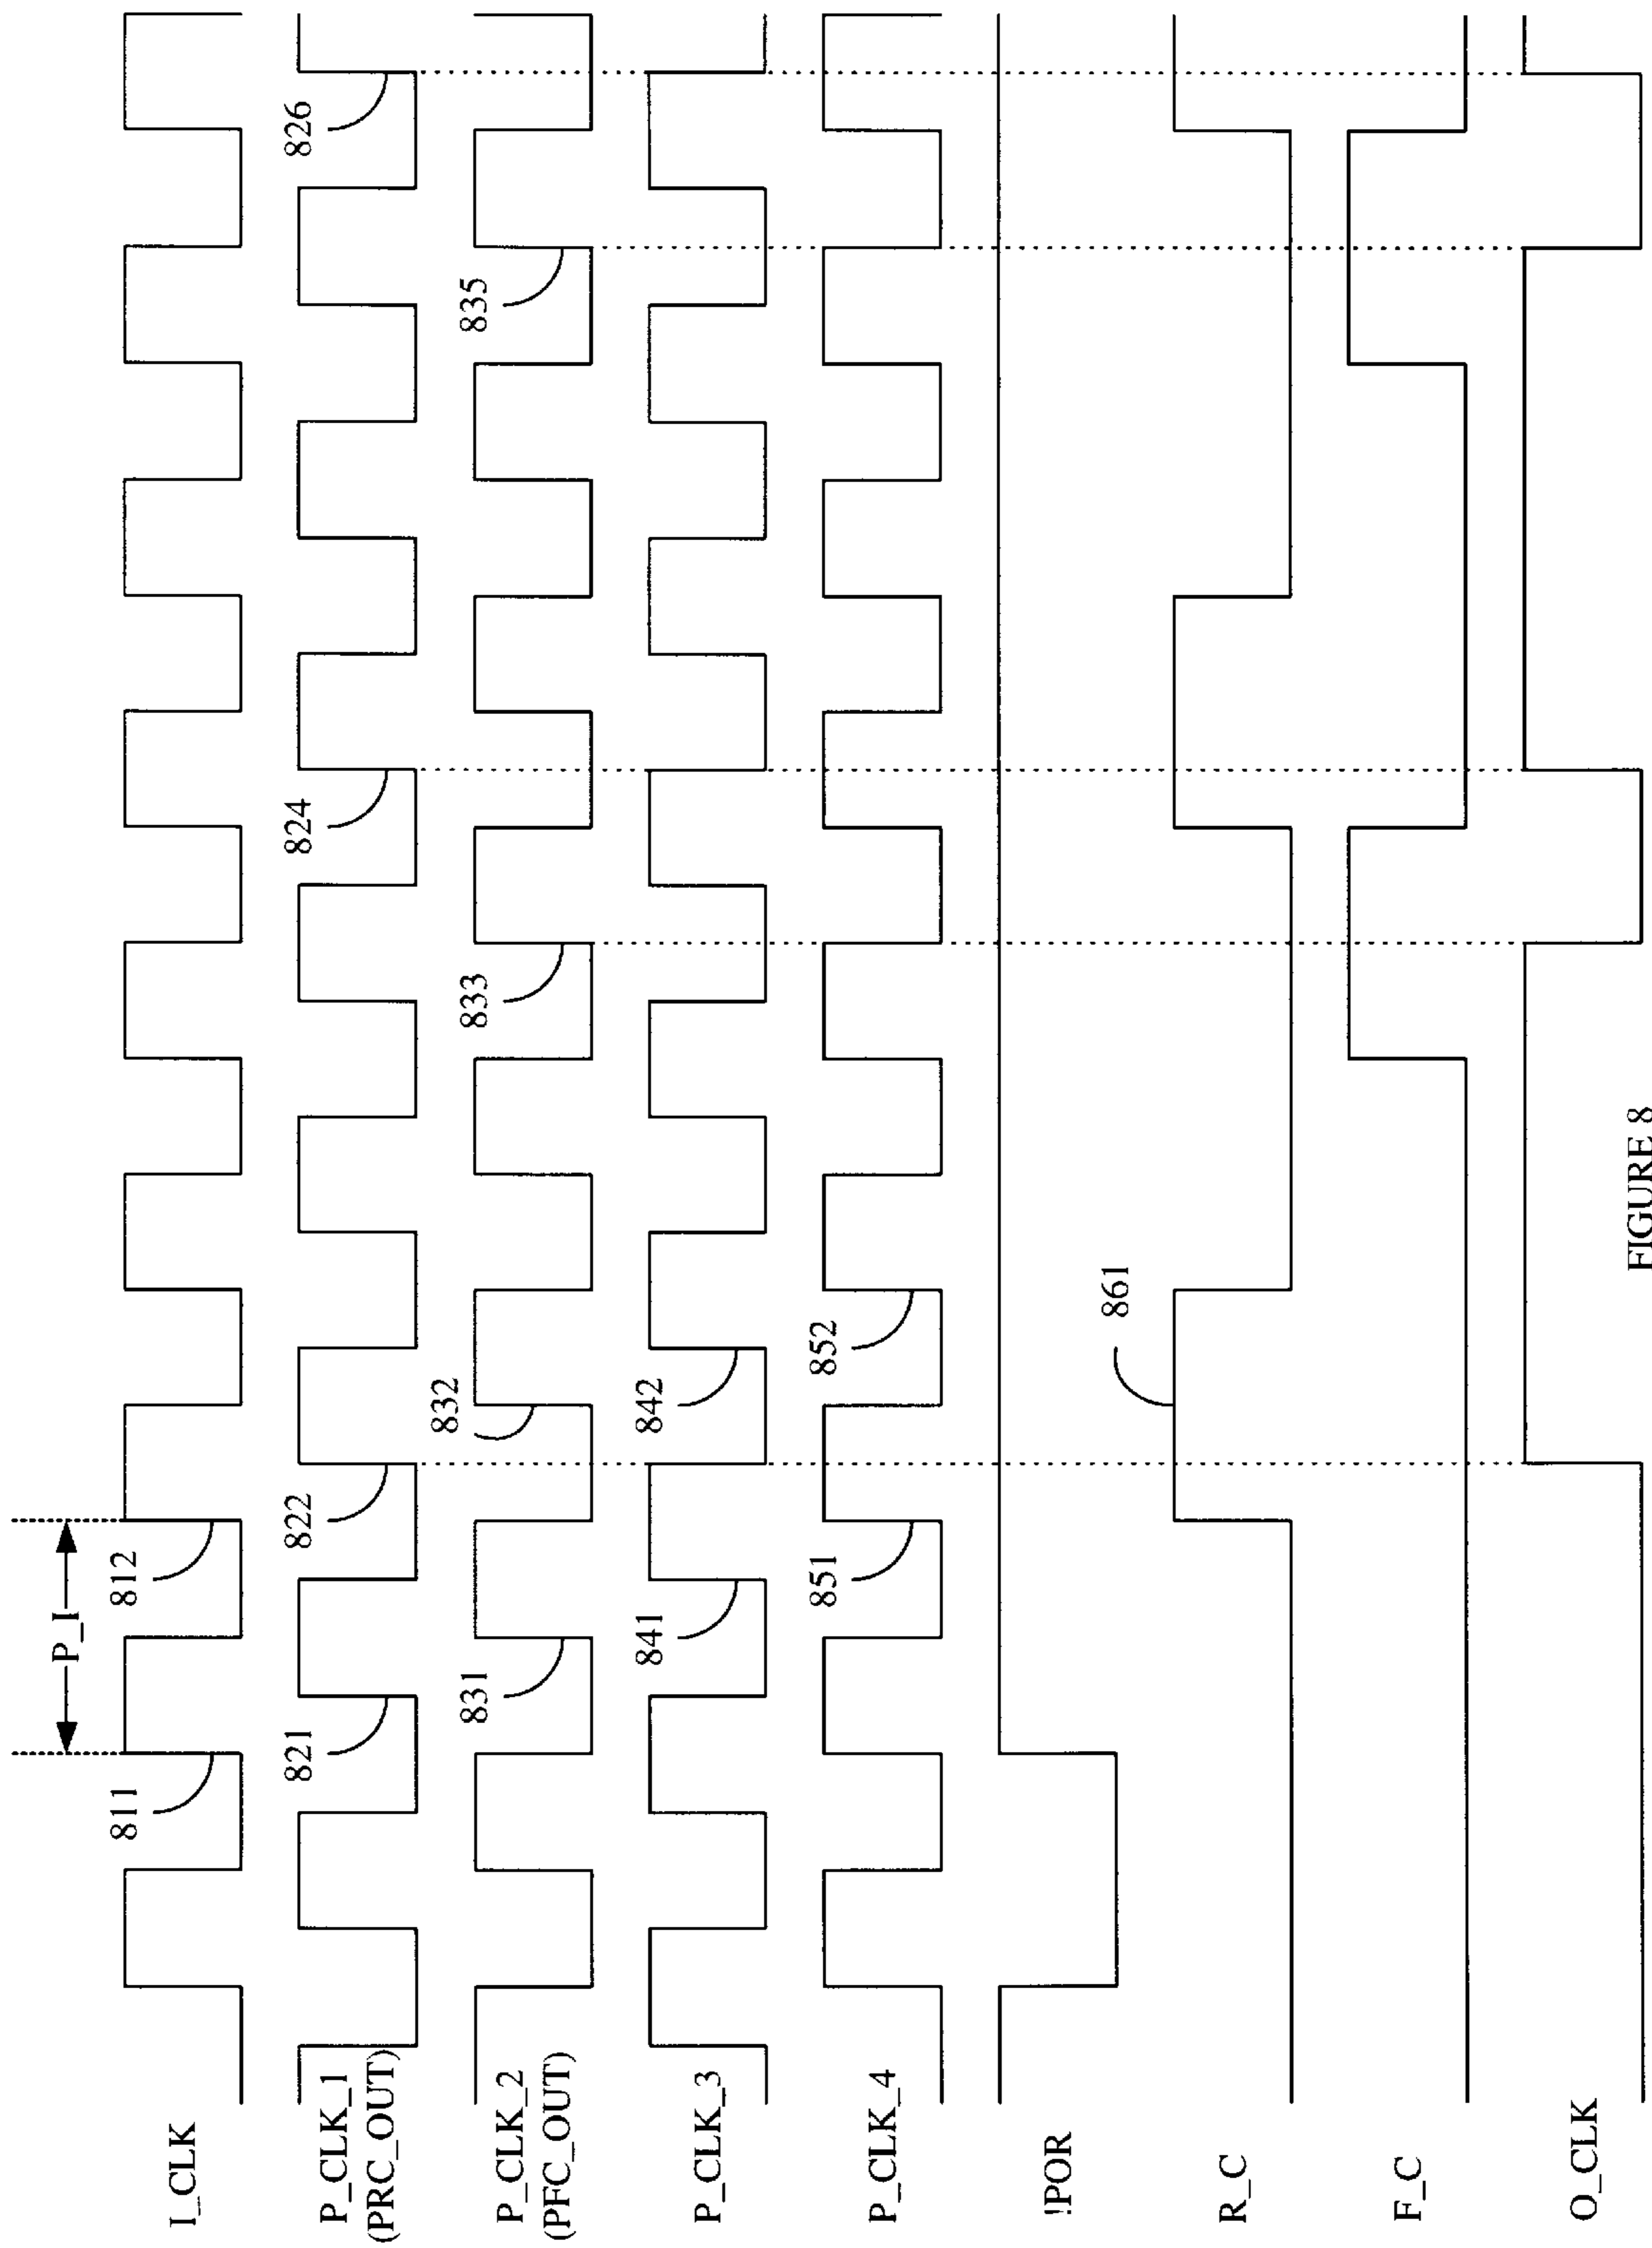 P_I
I_CLK
811
812
P_CLK_1
(PRC_OUT)
821
822
824
826
P_CLK_2
(PFC_OUT)
831
832
833
835
P_CLK_3
841
842
P_CLK_4
851
852
!POR
861
R_C
F_C
O_CLK
FIGURE 8